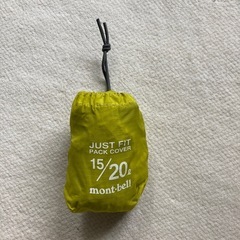 JUST FIT
PACK COVER
15/20ℓ
mont-bell